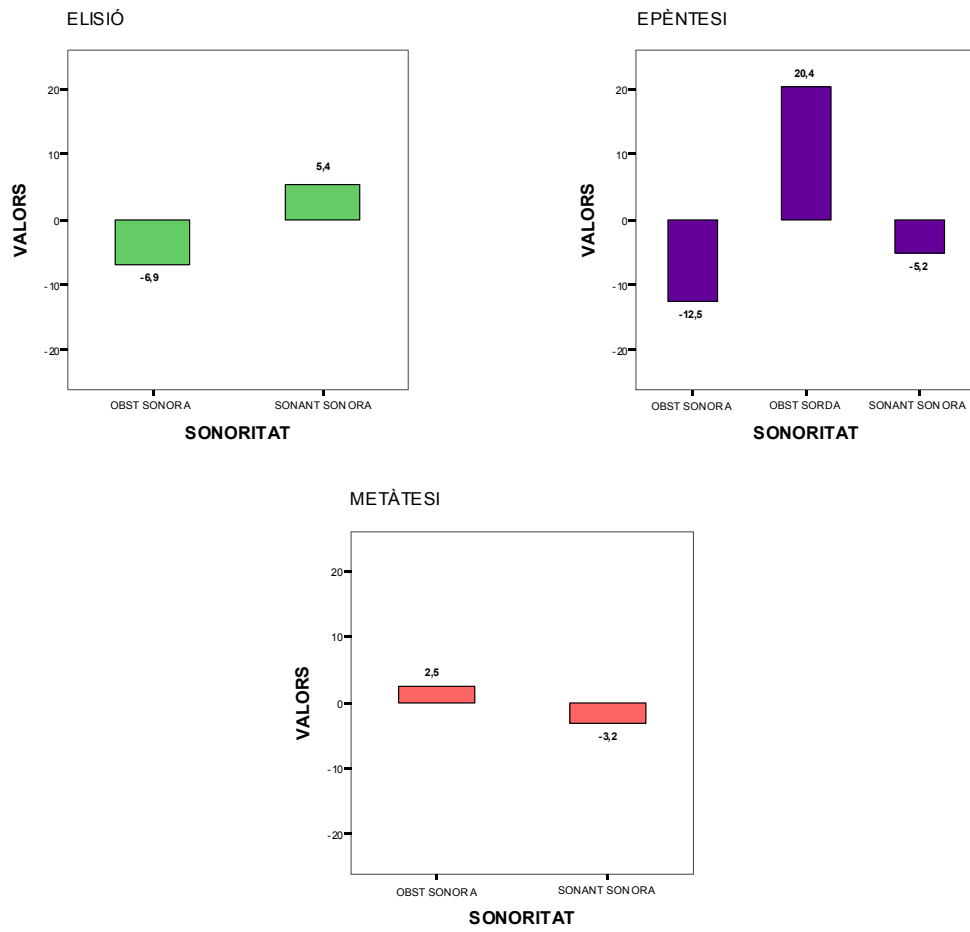 ELISIÓ
20
10
0
-10
-20
VALORS
5,4
-6,9
OBST SONORA SONANT SONORA
SONORITAT
EPÈNTESI
20
10
0
-10
-20
VALORS
20,4
-5,2
-12,5
OBST SONORA OBST SORDA SONANT SONORA
SONORITAT
METÀTESI
20
10
0
-10
-20
VALORS
2,5
-3,2
OBST SONORA SONANT SONORA
SONORITAT